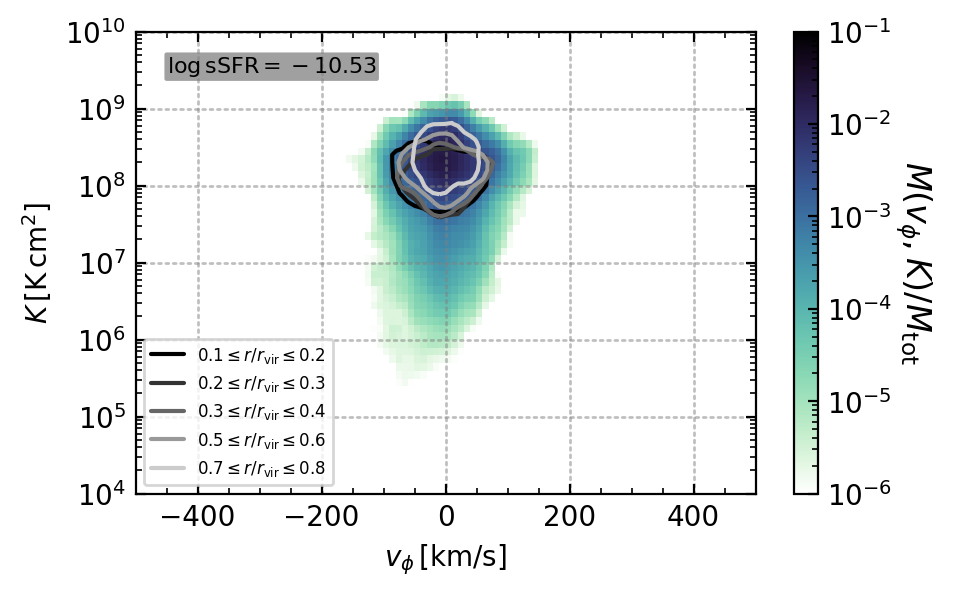 log sSFR = −10.53
10^10
10^9
10^8
10^7
10^6
10^5
10^4
K [K cm^2]
0.1 ≤ r/r_vir ≤ 0.2
0.2 ≤ r/r_vir ≤ 0.3
0.3 ≤ r/r_vir ≤ 0.4
0.5 ≤ r/r_vir ≤ 0.6
0.7 ≤ r/r_vir ≤ 0.8
−400 −200 0 200 400
v_ϕ [km/s]
10^−1
10^−2
10^−3
10^−4
10^−5
10^−6
M(v_ϕ, K)/M_tot